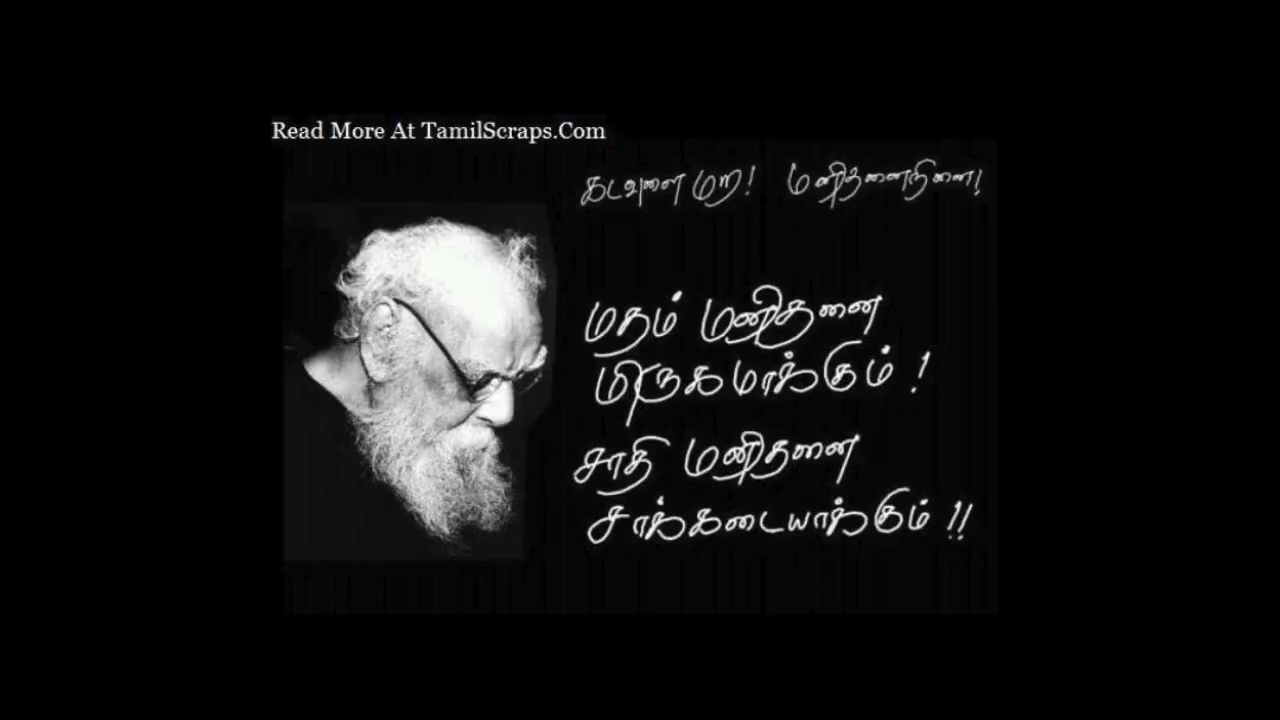 Read More At TamilScraps.Com
கடவுளை மற! மனிதனைநினை!
மதம் மனிதனை
மிருகமாக்கும் !
சாதி மனிதனை
சாக்கடையாக்கும் !!